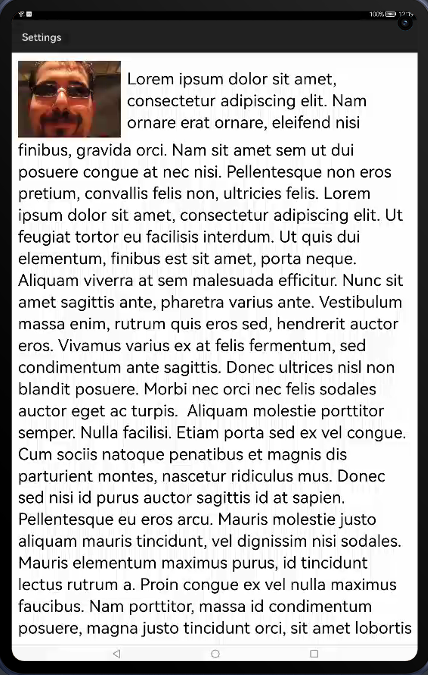 100% 12:19
Settings
Lorem ipsum dolor sit amet,
consectetur adipiscing elit. Nam
ornare erat ornare, eleifend nisi
finibus, gravida orci. Nam sit amet sem ut dui
posuere congue at nec nisi. Pellentesque non eros
pretium, convallis felis non, ultricies felis. Lorem
ipsum dolor sit amet, consectetur adipiscing elit. Ut
feugiat tortor eu facilisis interdum. Ut quis dui
elementum, finibus est sit amet, porta neque.
Aliquam viverra at sem malesuada efficitur. Nunc sit
amet sagittis ante, pharetra varius ante. Vestibulum
massa enim, rutrum quis eros sed, hendrerit auctor
eros. Vivamus varius ex at felis fermentum, sed
condimentum ante sagittis. Donec ultrices nisl non
blandit posuere. Morbi nec orci nec felis sodales
auctor eget ac turpis.  Aliquam molestie porttitor
semper. Nulla facilisi. Etiam porta sed ex vel congue.
Cum sociis natoque penatibus et magnis dis
parturient montes, nascetur ridiculus mus. Donec
sed nisi id purus auctor sagittis id at sapien.
Pellentesque eu eros arcu. Mauris molestie justo
aliquam mauris tincidunt, vel dignissim nisi sodales.
Mauris elementum maximus purus, id tincidunt
lectus rutrum a. Proin congue ex vel nulla maximus
faucibus. Nam porttitor, massa id condimentum
posuere, magna justo tincidunt orci, sit amet lobortis